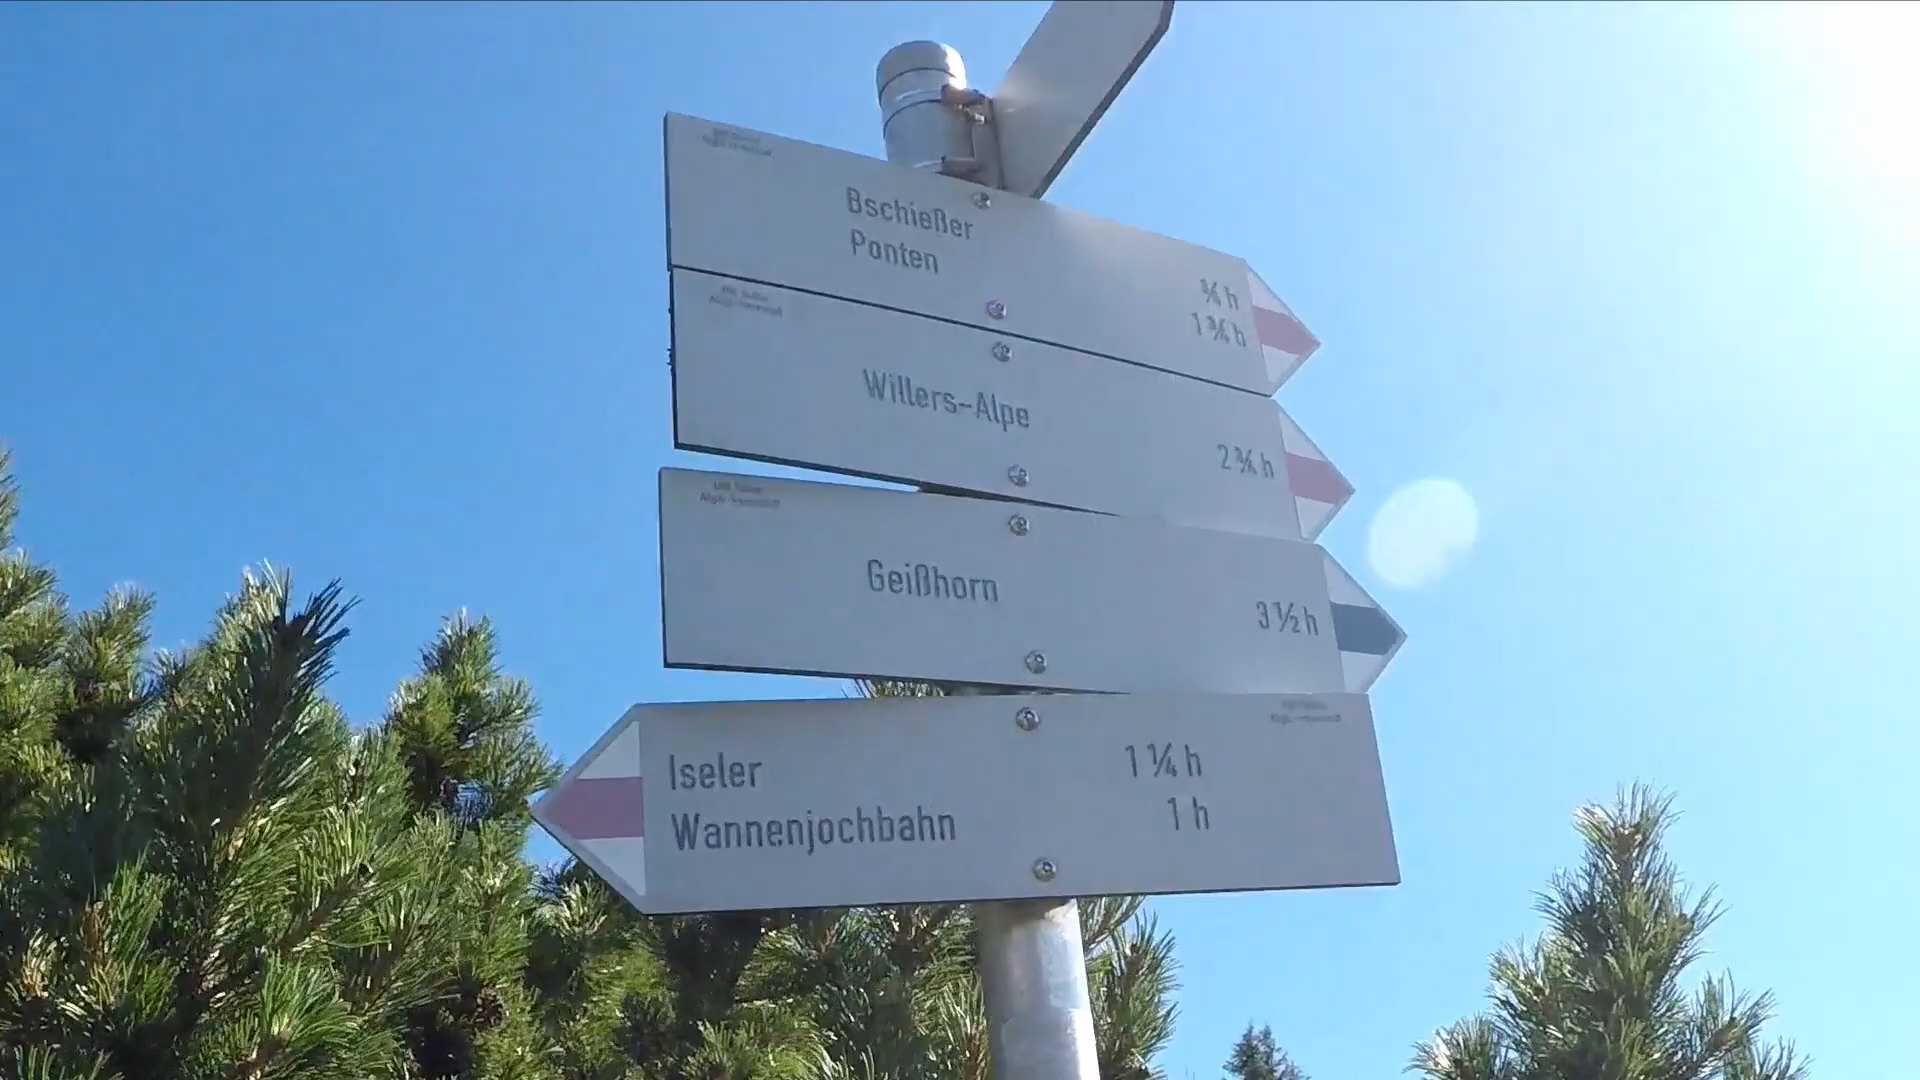 Bschießer
Ponten
¾ h
1 ¾ h
Willers-Alpe
2 ¾ h
Geißhorn
3 ½ h
Iseler
1 ¼ h
Wannenjochbahn
1 h